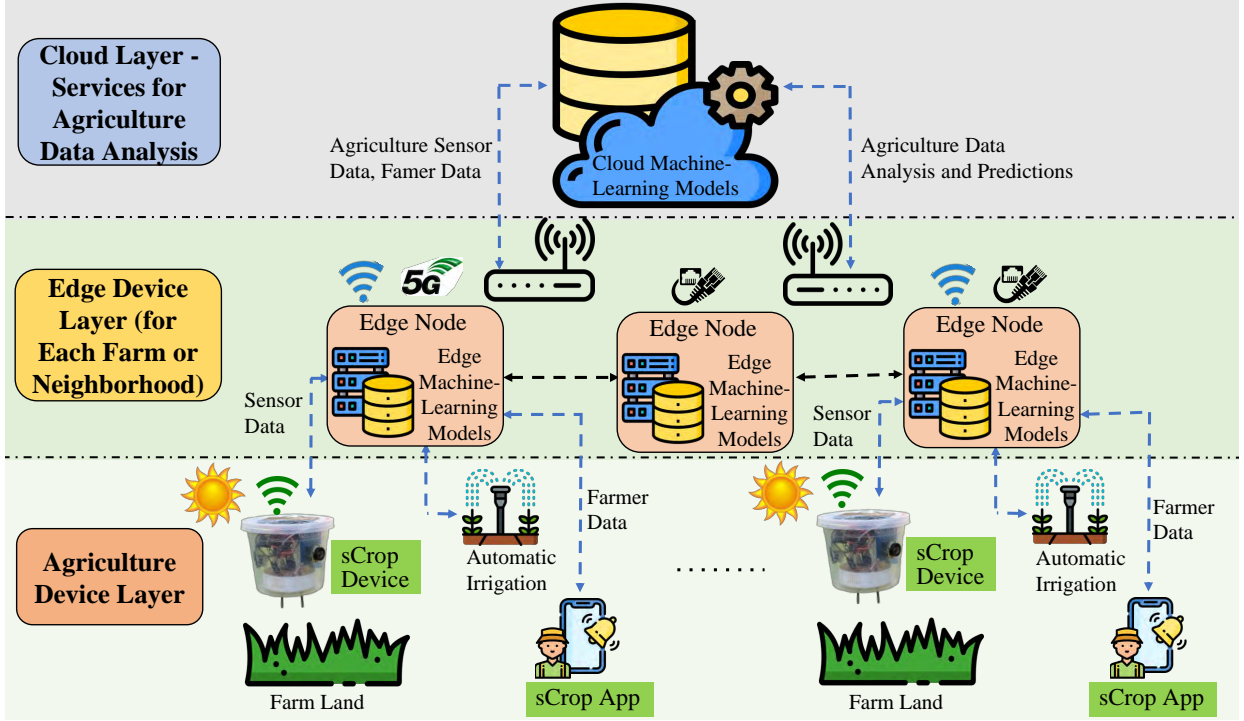 Cloud Layer -
Services for
Agriculture
Data Analysis
Agriculture Sensor
Data, Famer Data
Cloud Machine-
Learning Models
Agriculture Data
Analysis and Predictions
Edge Device
Layer (for
Each Farm or
Neighborhood)
5G
Edge Node
Edge
Machine-
Learning
Models
Edge Node
Edge
Machine-
Learning
Models
Edge Node
Edge
Machine-
Learning
Models
Sensor
Data
Sensor
Data
Agriculture
Device Layer
sCrop
Device
Automatic
Irrigation
Farmer
Data
Farm Land
sCrop App
..........
sCrop
Device
Automatic
Irrigation
Farmer
Data
Farm Land
sCrop App